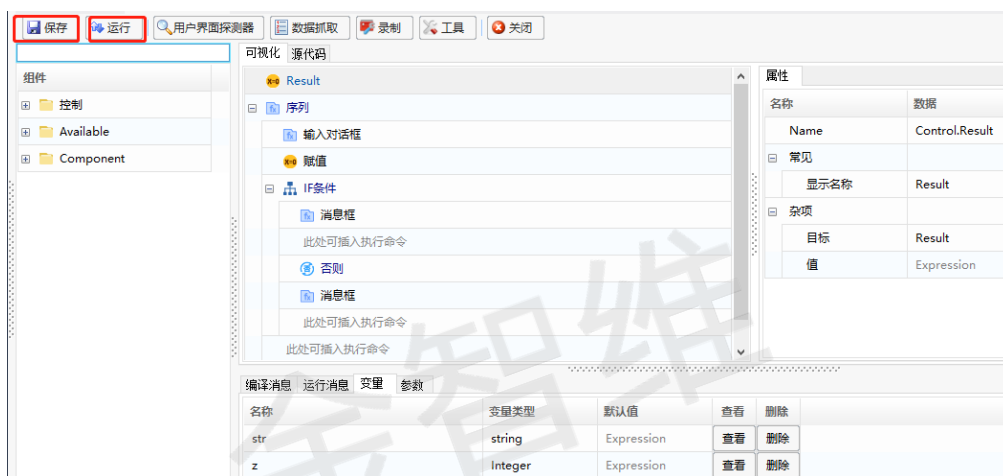 保存 运行 用户界面探测器 数据抓取 录制 工具 关闭
可视化 源代码
组件
控制
Available
Component
x=0 Result
序列
输入对话框
x=0 赋值
IF条件
消息框
此处可插入执行命令
否则
消息框
此处可插入执行命令
此处可插入执行命令
属性
名称 数据
Name Control.Result
常见
显示名称 Result
杂项
目标 Result
值 Expression
编译消息 运行消息 变量 参数
名称 变量类型 默认值 查看 删除
str string Expression 查看 删除
z Integer Expression 查看 删除
金智维